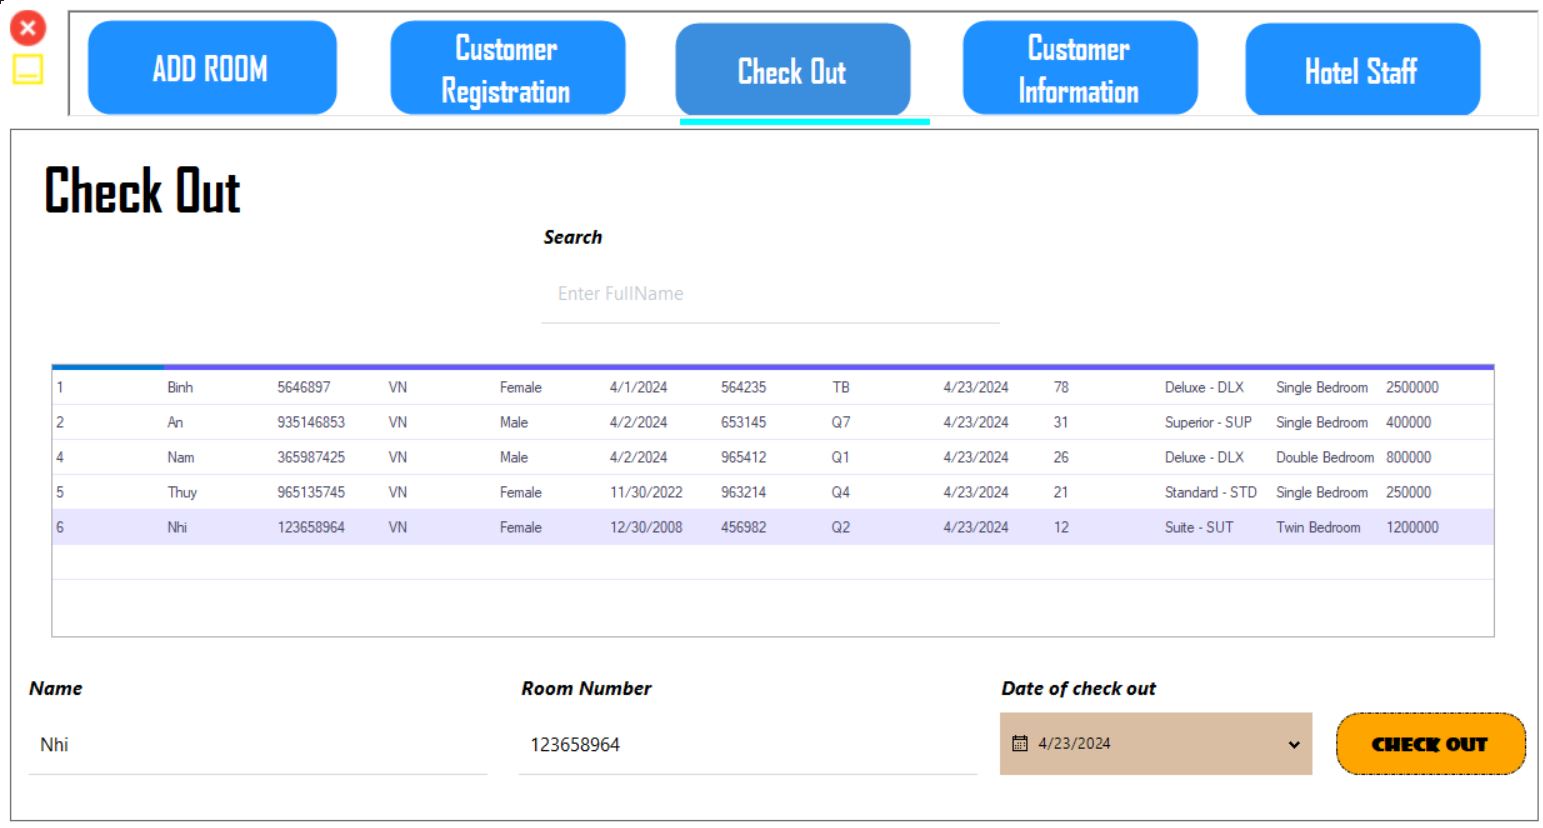 ADD ROOM
Customer
Registration
Check Out
Customer
Information
Hotel Staff
Check Out
Search
Enter FullName
1 Binh 5646897 VN Female 4/1/2024 564235 TB 4/23/2024 78 Deluxe - DLX Single Bedroom 2500000
2 An 935146853 VN Male 4/2/2024 653145 Q7 4/23/2024 31 Superior - SUP Single Bedroom 400000
4 Nam 365987425 VN Male 4/2/2024 965412 Q1 4/23/2024 26 Deluxe - DLX Double Bedroom 800000
5 Thuy 965135745 VN Female 11/30/2022 963214 Q4 4/23/2024 21 Standard - STD Single Bedroom 250000
6 Nhi 123658964 VN Female 12/30/2008 456982 Q2 4/23/2024 12 Suite - SUT Twin Bedroom 1200000
Name Room Number Date of check out
Nhi 123658964 4/23/2024 CHECK OUT